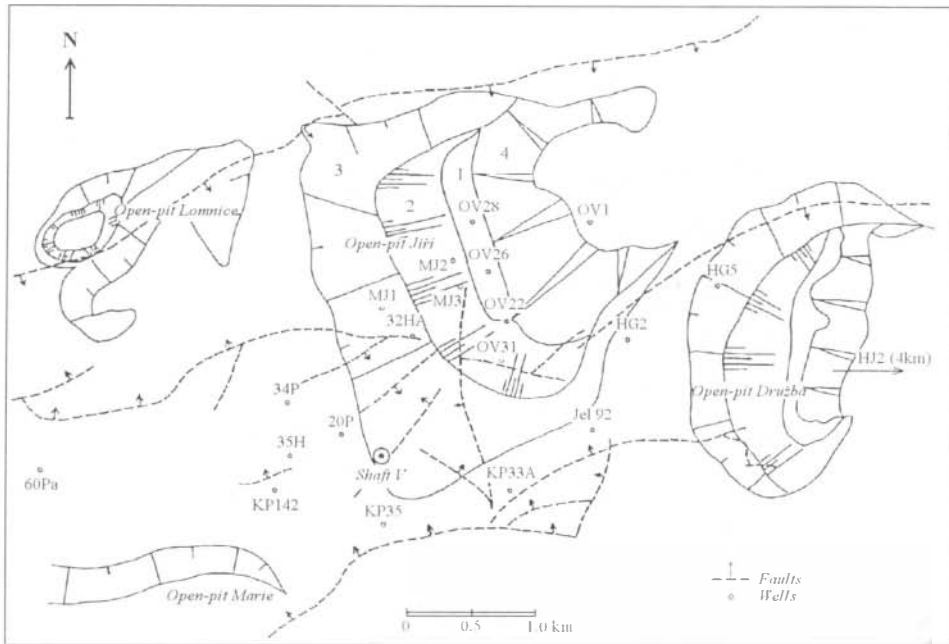 N
3
4
1
Open-pit Lomnice
2
OV28
OV1
Open-pit Jiří
MJ2
OV26
HG5
MJ1
MJ3
OV22
32HA
HG2
OV31
HJ2 (4km)
34P
Open-pit Družba
20P
Jel 92
35H
60Pa
Shaft V
KP33A
KP142
KP35
Open-pit Marie
Faults
Wells
0 0.5 1.0 km